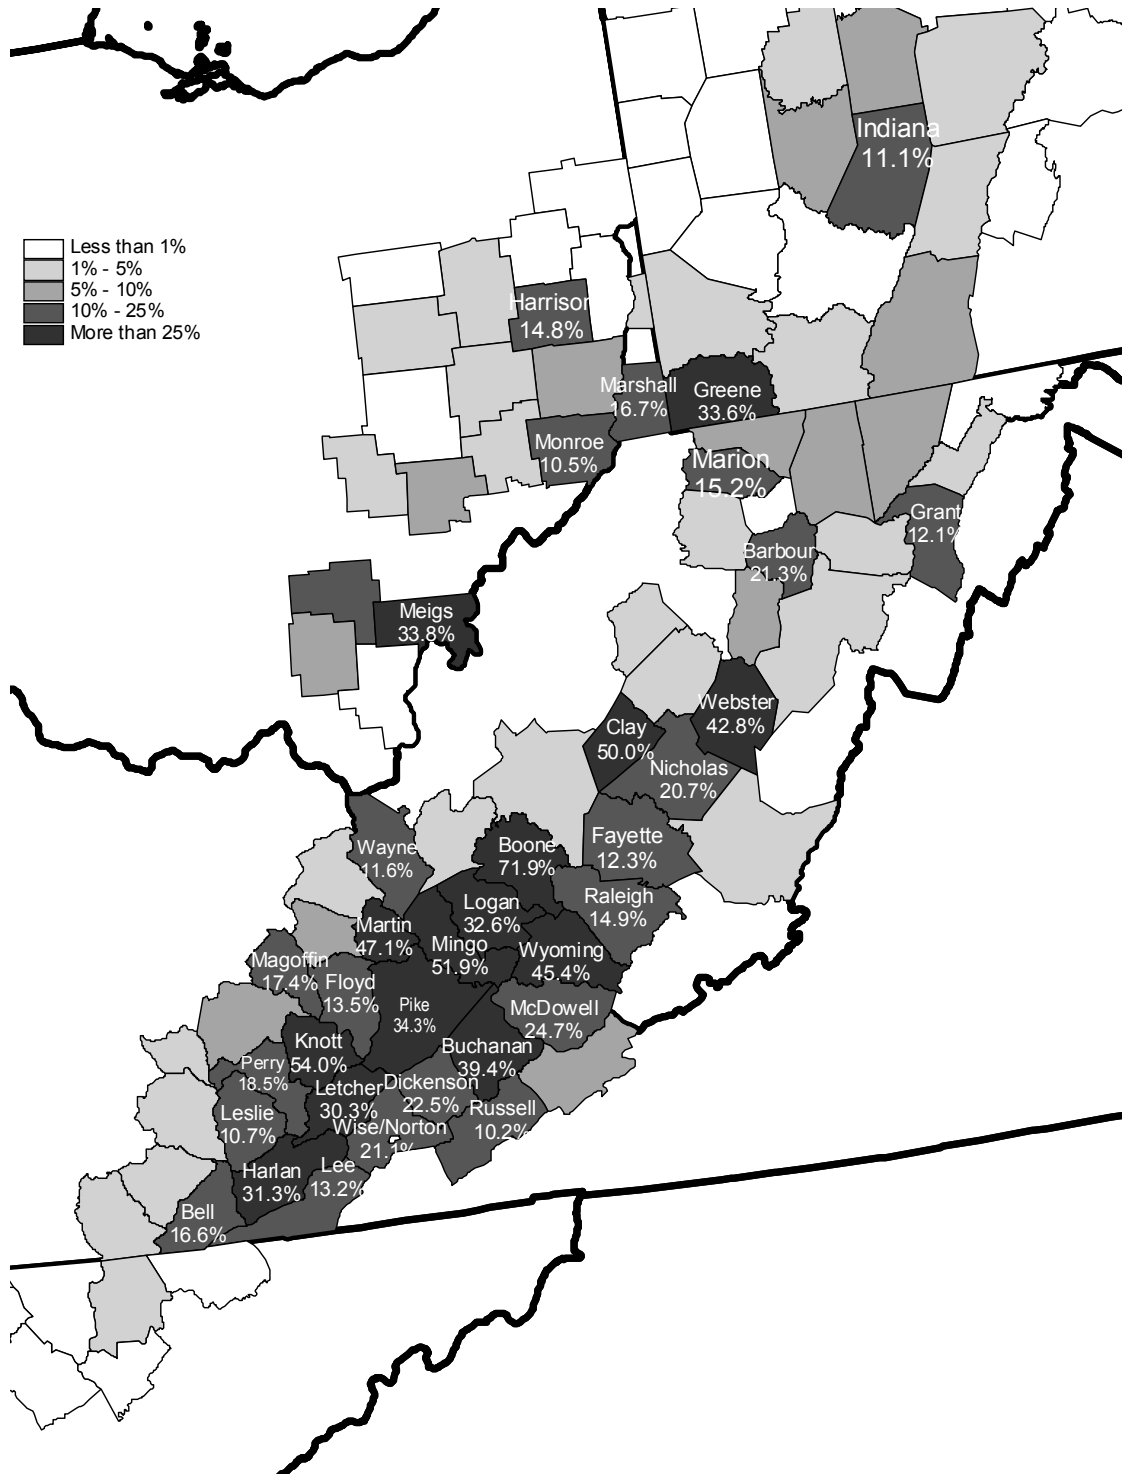 Indiana
11.1%
Less than 1%
1% - 5%
5% - 10%
10% - 25%
More than 25%
Harrison
14.8%
Marshall
16.7%
Greene
33.6%
Monroe
10.5%
Marion
15.2%
Grant
12.1%
Barbour
21.3%
Meigs
33.8%
Webster
42.8%
Clay
50.0%
Nicholas
20.7%
Wayne
11.6%
Boone
71.9%
Fayette
12.3%
Logan
32.6%
Raleigh
14.9%
Martin
47.1%
Mingo
51.9%
Wyoming
45.4%
Magoffin
17.4%
Floyd
13.5%
Pike
34.3%
McDowell
24.7%
Knott
54.0%
Buchanan
39.4%
Perry
18.5%
Letcher
30.3%
Dickenson
22.5%
Leslie
10.7%
Russell
10.2%
Wise/Norton
21.1%
Harlan
31.3%
Lee
13.2%
Bell
16.6%